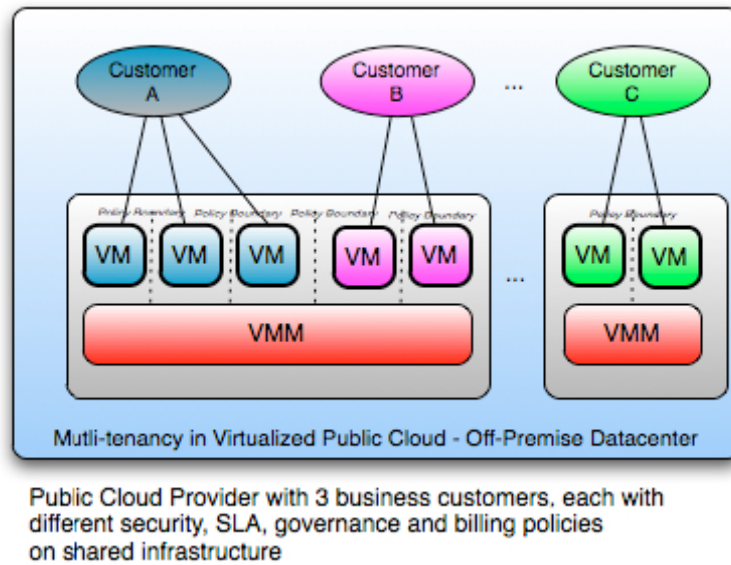 Customer A
Customer B
...
Customer C
Policy Boundary
Policy Boundary
Policy Boundary
Policy Boundary
Policy Boundary
VM
VM
VM
VM
VM
...
VM
VM
VMM
VMM
Mutli-tenancy in Virtualized Public Cloud - Off-Premise Datacenter
Public Cloud Provider with 3 business customers, each with
different security, SLA, governance and billing policies
on shared infrastructure